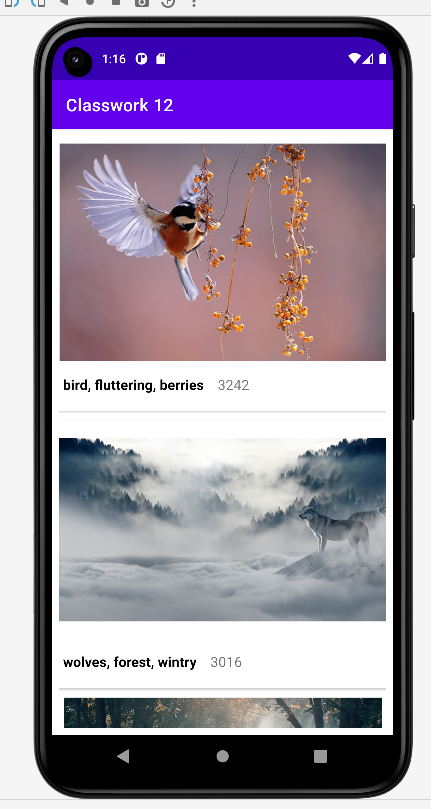 1:16
Classwork 12
bird, fluttering, berries 3242
wolves, forest, wintry 3016